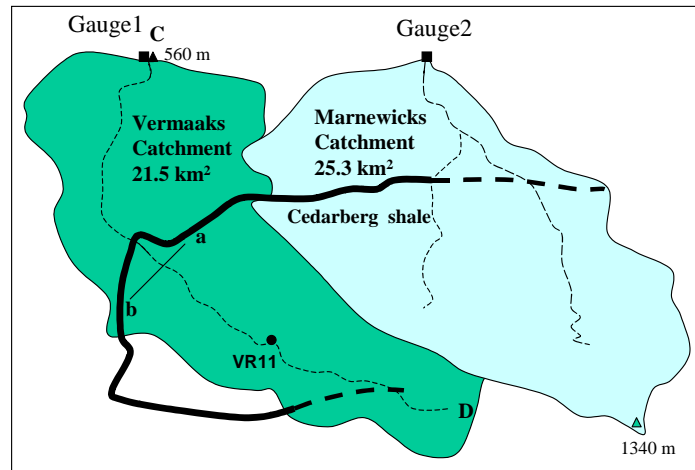 Gauge1
C
560 m
Gauge2
Vermaaks
Catchment
21.5 km²
Marnewicks
Catchment
25.3 km²
Cedarberg shale
a
b
VR11
D
1340 m